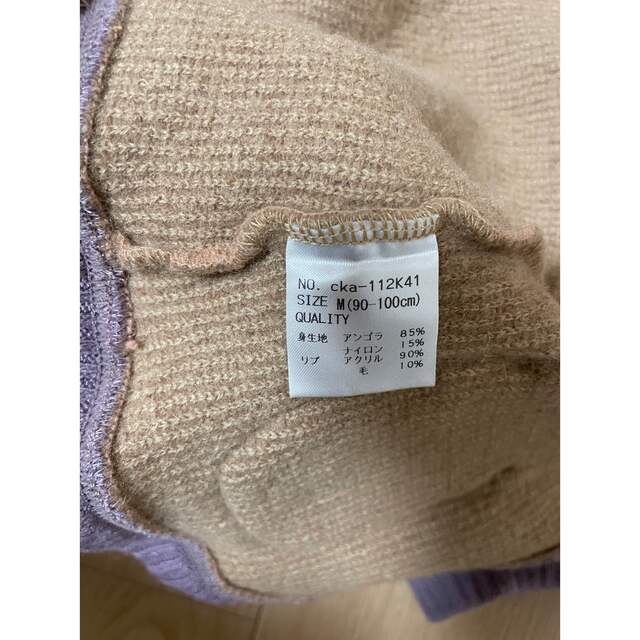 NO. cka-112K41
SIZE M(90-100cm)
QUALITY
身生地 アンゴラ 85%
ナイロン 15%
リブ アクリル 90%
毛 10%